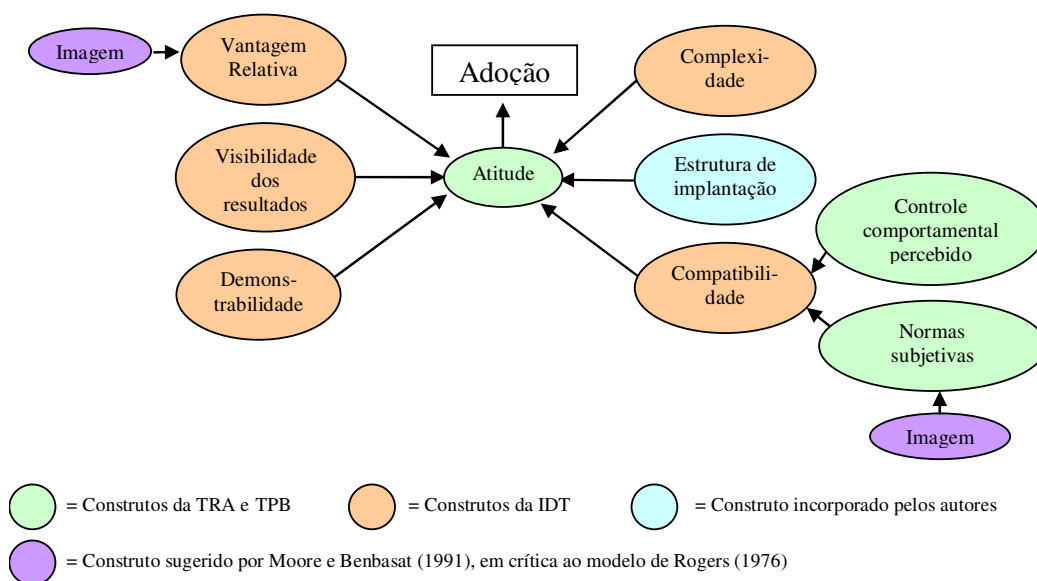 Imagem
Vantagem
Relativa
Adoção
Complexi-
dade
Visibilidade
dos
resultados
Atitude
Estrutura de
implantação
Controle
comportamental
percebido
Demons-
trabilidade
Compatibili-
dade
Normas
subjetivas
Imagem
= Construtos da TRA e TPB
= Construtos da IDT
= Construto incorporado pelos autores
= Construto sugerido por Moore e Benbasat (1991), em crítica ao modelo de Rogers (1976)